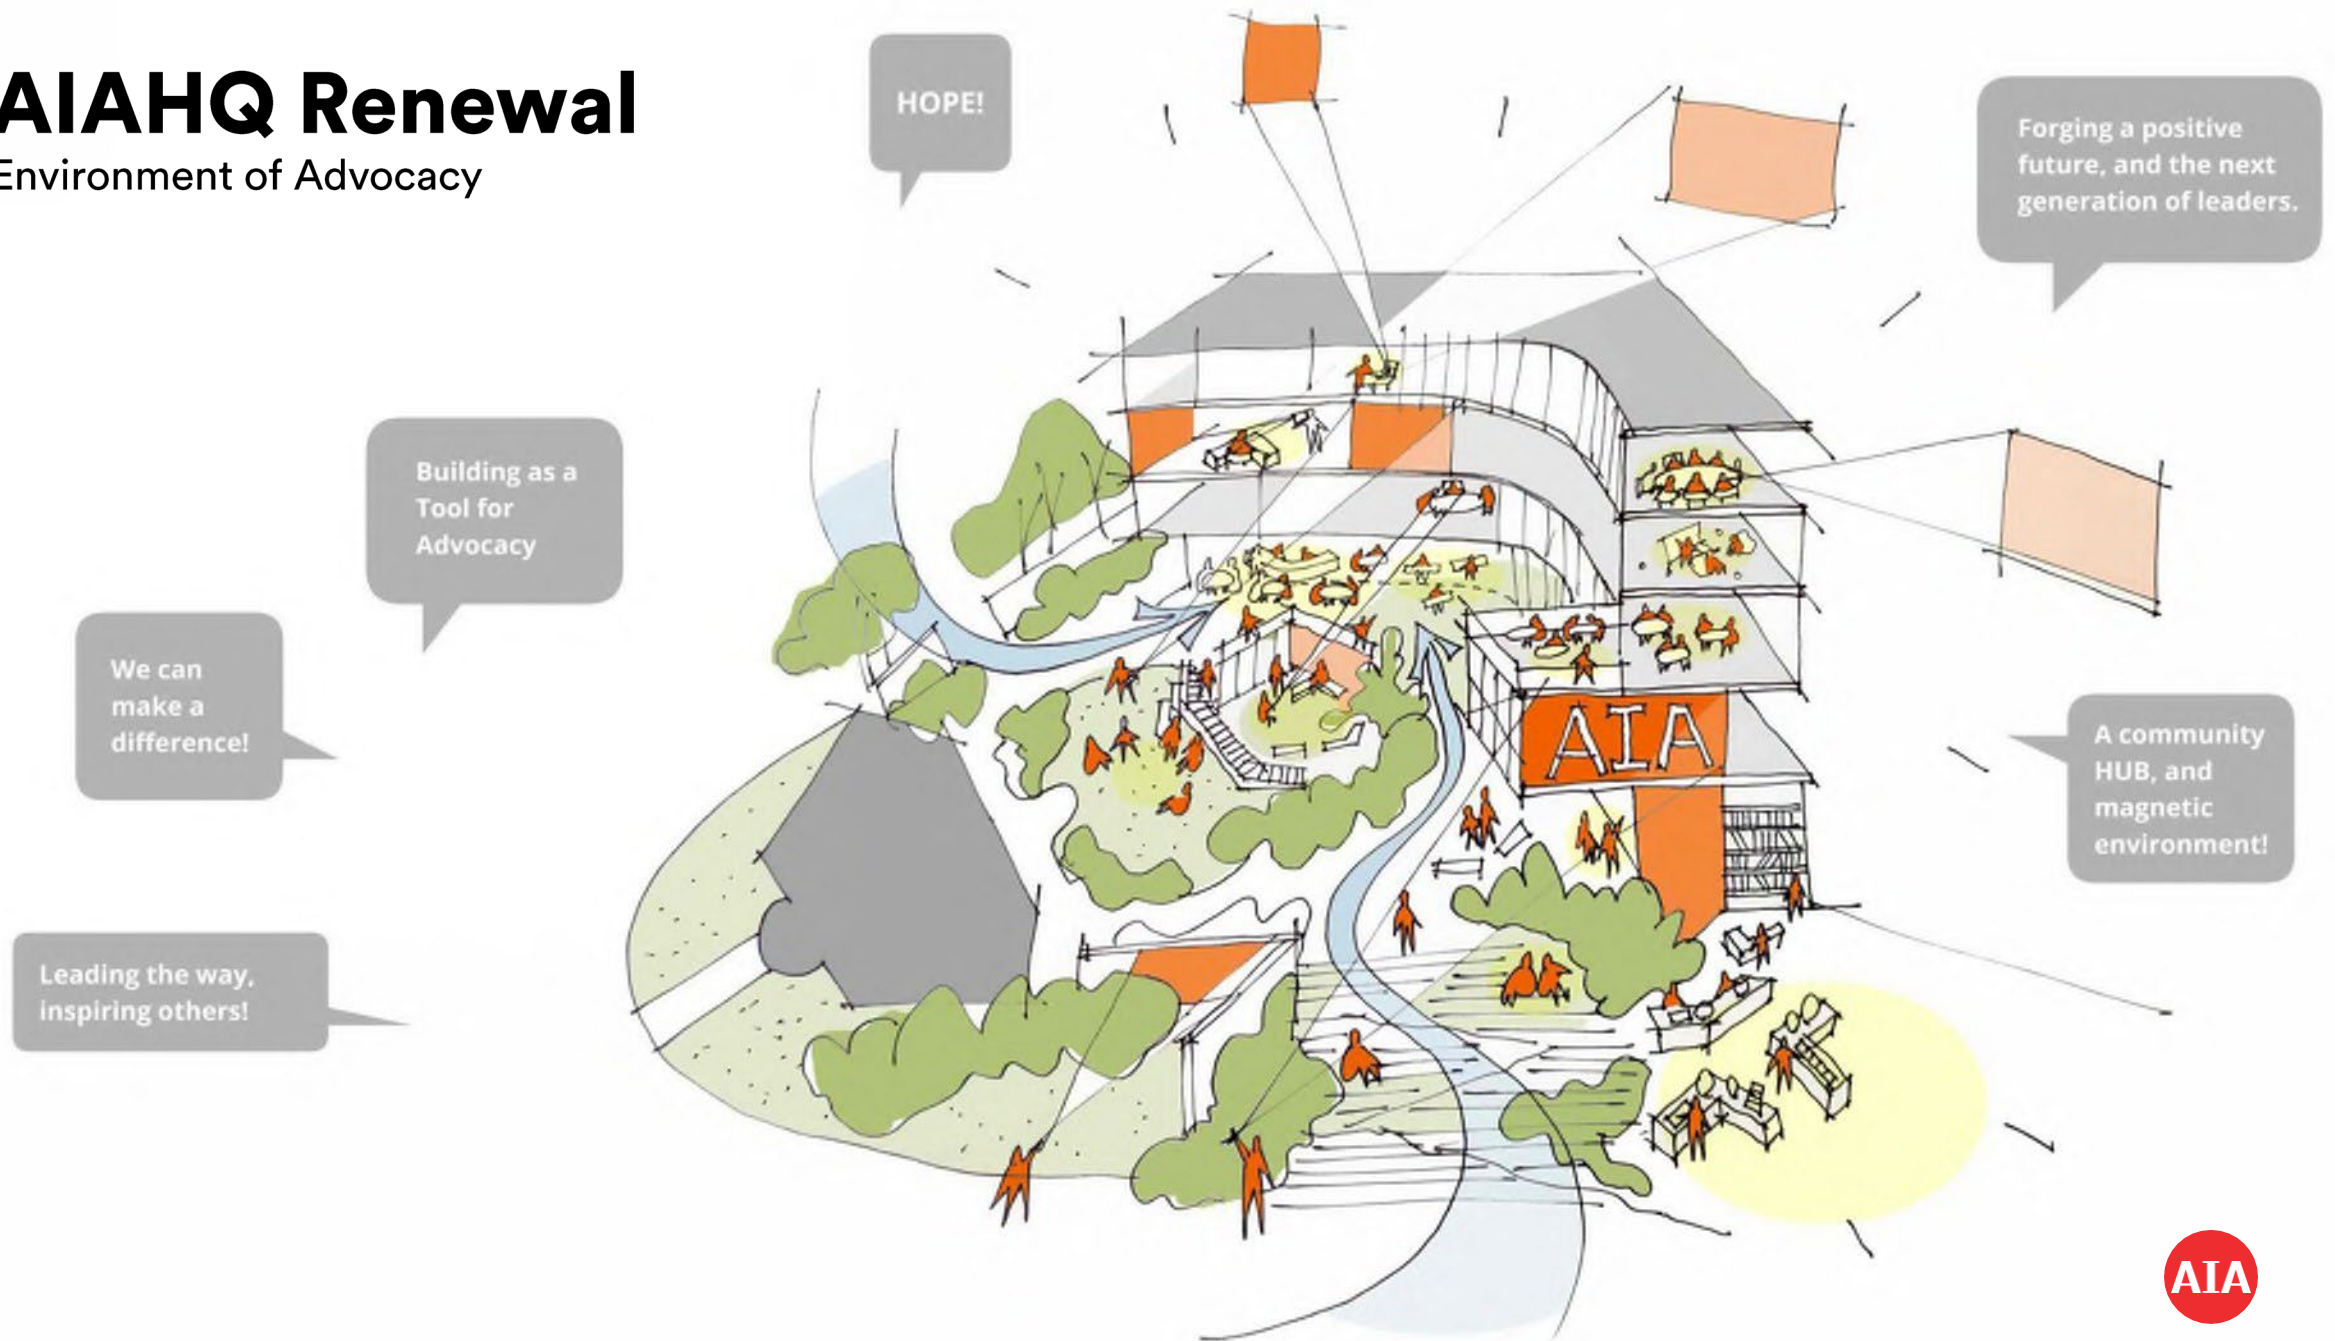 AIAHQ Renewal
Environment of Advocacy
HOPE!
Forging a positive
future, and the next
generation of leaders.
Building as a
Tool for
Advocacy
We can
make a
difference!
Leading the way,
inspiring others!
AIA
A community
HUB, and
magnetic
environment!
AIA